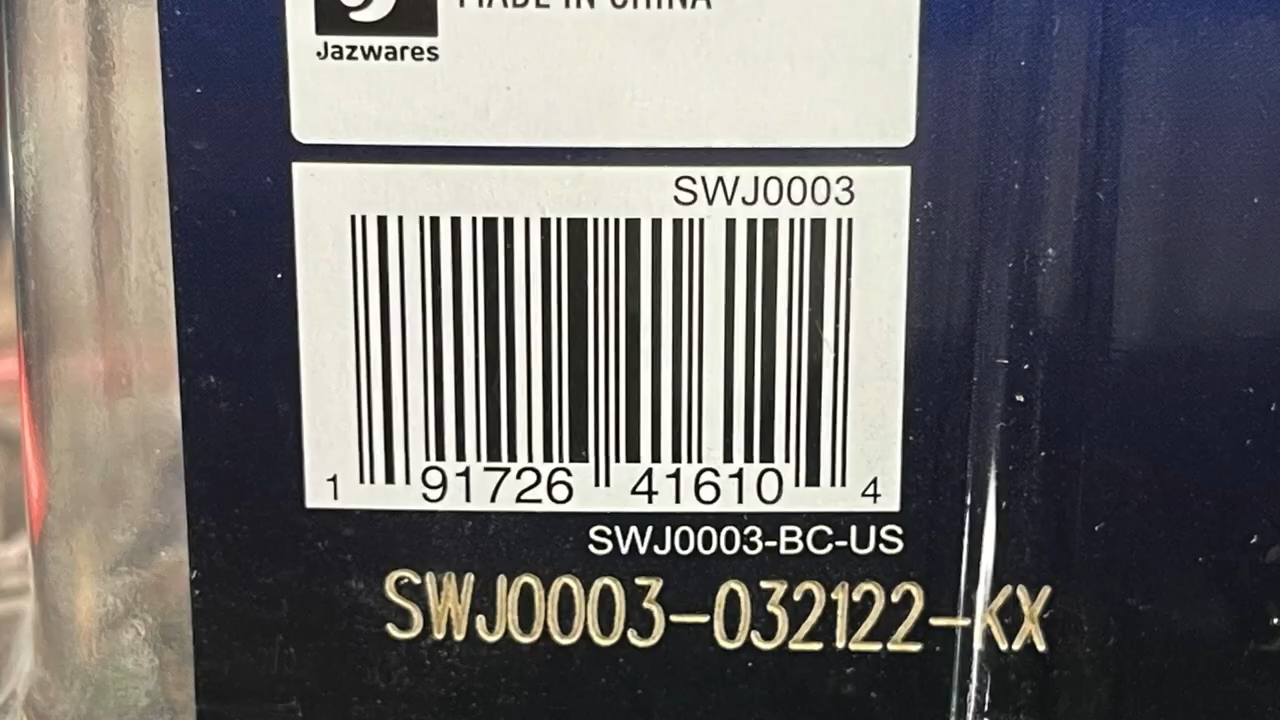 MADE IN CHINA
Jazwares
SWJ0003
1 91726 41610 4
SWJ0003-BC-US
SWJ0003-032122-KX